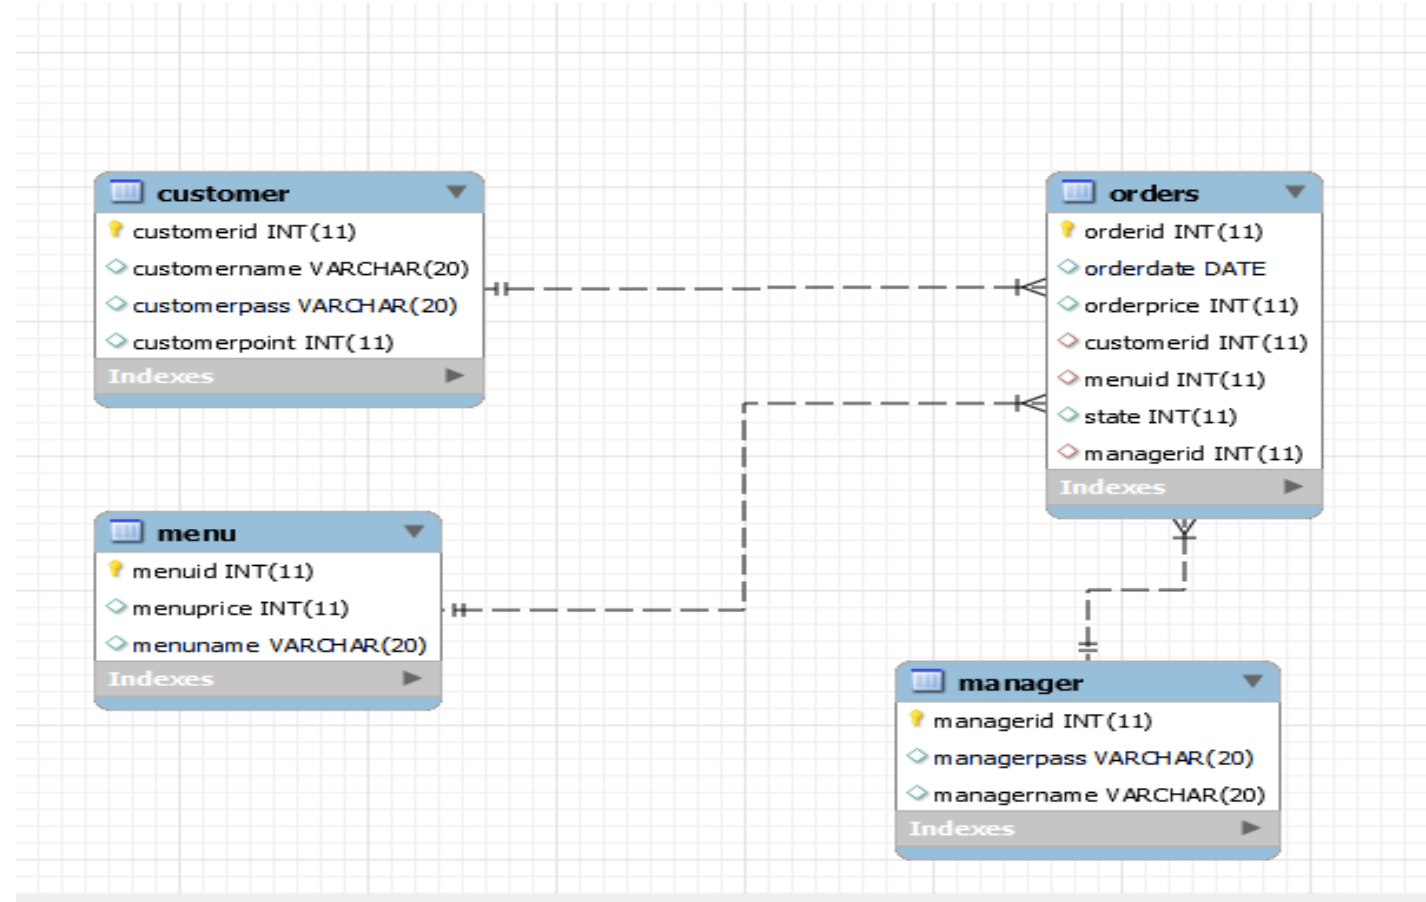 customer
customerid INT(11)
customername VARCHAR(20)
customerpass VARCHAR(20)
customerpoint INT(11)
Indexes
orders
orderid INT(11)
orderdate DATE
orderprice INT(11)
customerid INT(11)
menuid INT(11)
state INT(11)
managerid INT(11)
Indexes
menu
menuid INT(11)
menuprice INT(11)
menuname VARCHAR(20)
Indexes
manager
managerid INT(11)
managerpass VARCHAR(20)
managername VARCHAR(20)
Indexes